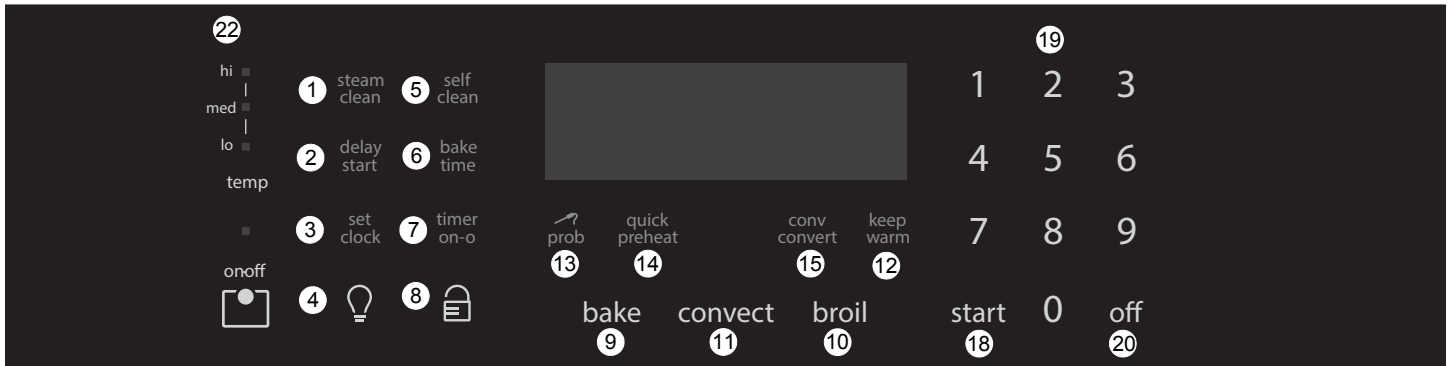 22
hi
med
lo
temp
on-off
1 steam
clean
5 self
clean
2 delay
start
6 bake
time
3 set
clock
7 timer
on-o
4
8
prob
13
quick
preheat
14
conv
convert
15
keep
warm
12
bake
9
convect
11
broil
10
19
1 2 3
4 5 6
7 8 9
start 0 off
18
20